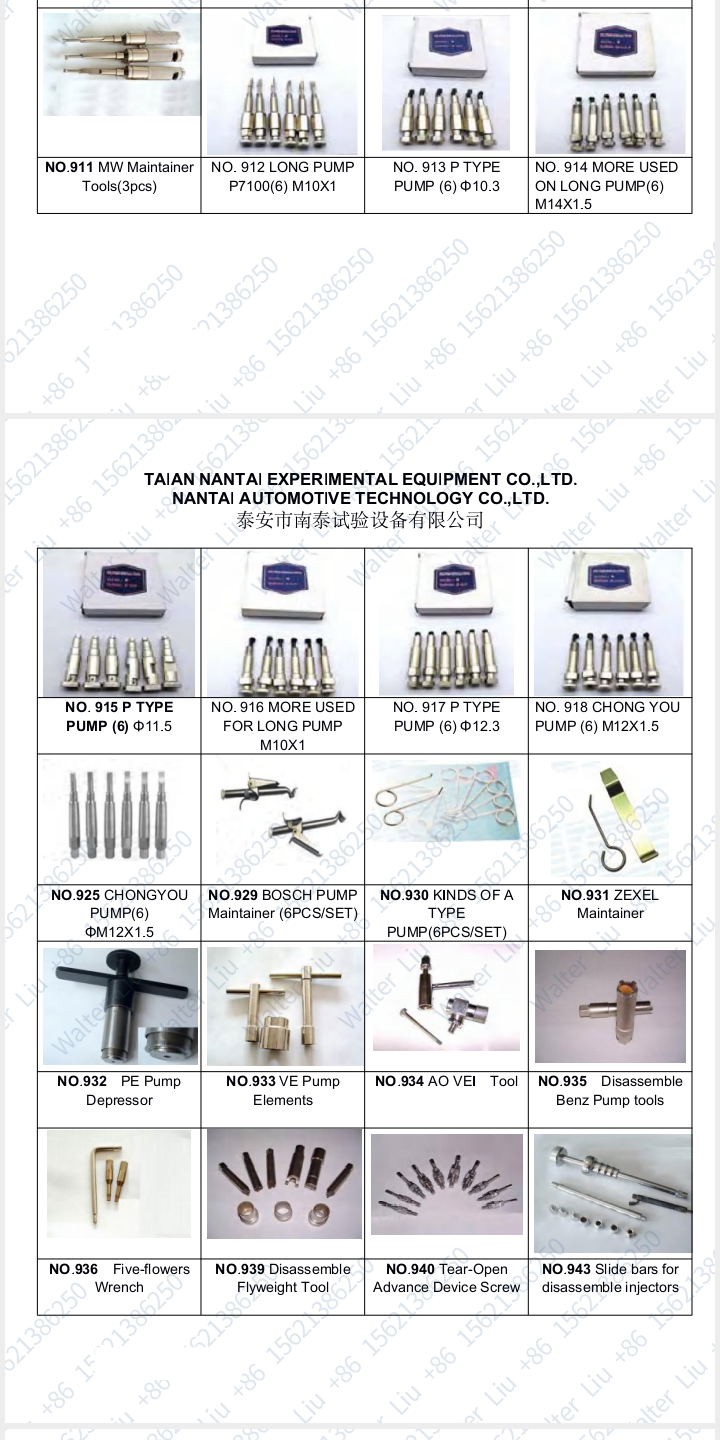 NO.911 MW Maintainer
Tools(3pcs)
NO. 912 LONG PUMP
P7100(6) M10X1
NO. 913 P TYPE
PUMP (6) Φ10.3
NO. 914 MORE USED
ON LONG PUMP(6)
M14X1.5
TAIAN NANTAI EXPERIMENTAL EQUIPMENT CO.,LTD.
NANTAI AUTOMOTIVE TECHNOLOGY CO.,LTD.
泰安市南泰试验设备有限公司
NO. 915 P TYPE
PUMP (6) Φ11.5
NO. 916 MORE USED
FOR LONG PUMP
M10X1
NO. 917 P TYPE
PUMP (6) Φ12.3
NO. 918 CHONG YOU
PUMP (6) M12X1.5
NO.925 CHONGYOU
PUMP(6)
ΦM12X1.5
NO.929 BOSCH PUMP
Maintainer (6PCS/SET)
NO.930 KINDS OF A
TYPE
PUMP(6PCS/SET)
NO.931 ZEXEL
Maintainer
NO.932 PE Pump
Depressor
NO.933 VE Pump
Elements
NO.934 AO VEI Tool
NO.935 Disassemble
Benz Pump tools
NO.936 Five-flowers
Wrench
NO.939 Disassemble
Flyweight Tool
NO.940 Tear-Open
Advance Device Screw
NO.943 Slide bars for
disassemble injectors
Walter Liu +86 15621386250